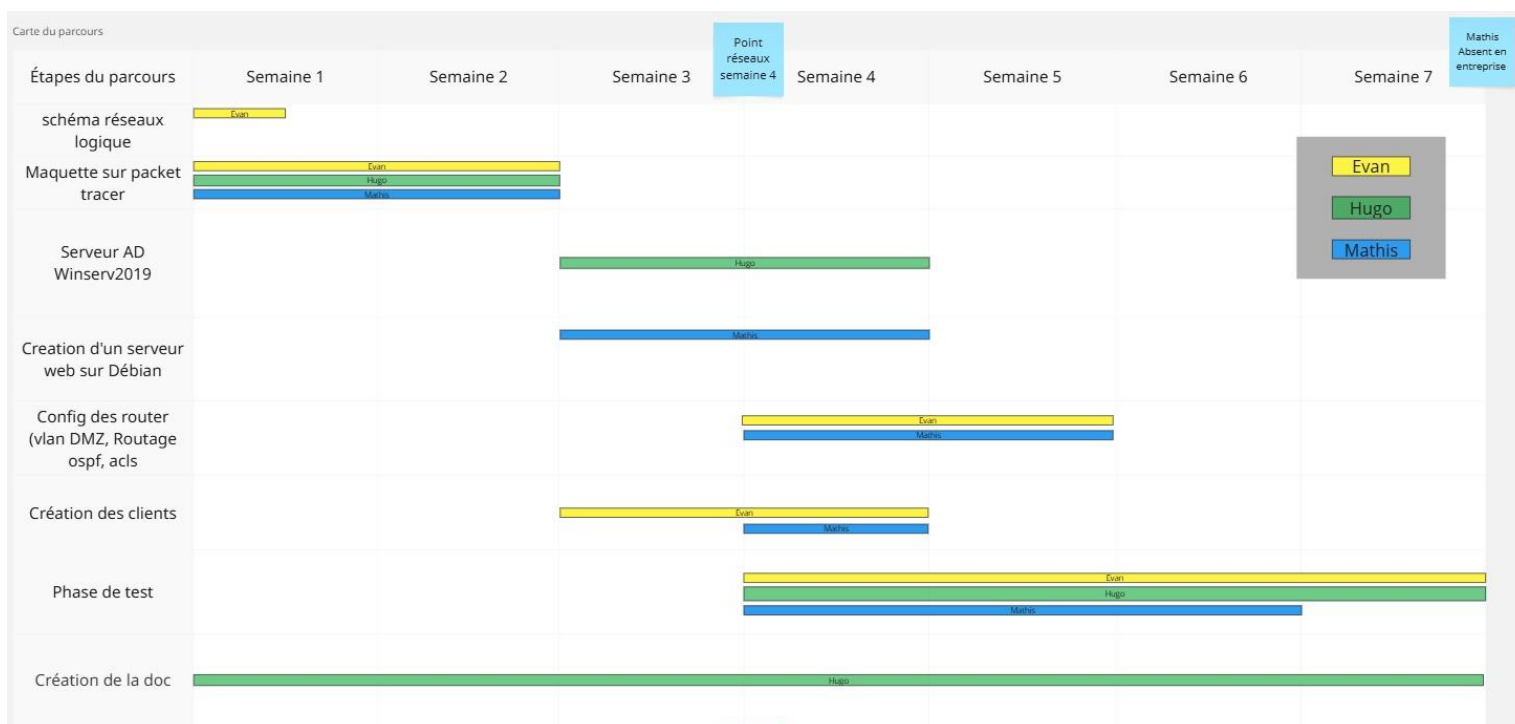 Carte du parcours
Point
réseaux
semaine 4
Mathis
Absent en
entreprise
Étapes du parcours
Semaine 1
Semaine 2
Semaine 3
Semaine 4
Semaine 5
Semaine 6
Semaine 7
schéma réseaux
logique
Evan
Maquette sur packet
tracer
Evan
Hugo
Mathis
Evan
Hugo
Mathis
Serveur AD
Winserv2019
Hugo
Creation d'un serveur
web sur Débian
Mathis
Config des router
(vlan DMZ, Routage
ospf, acls
Evan
Mathis
Création des clients
Evan
Mathis
Phase de test
Evan
Hugo
Mathis
Création de la doc
Hugo